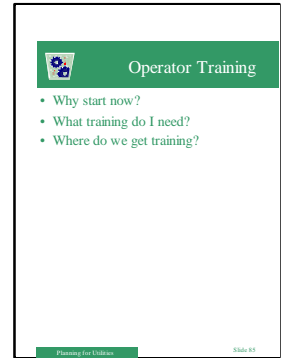 Operator Training
• Why start now?
• What training do I need?
• Where do we get training?
Planning for Utilities
Slide 85